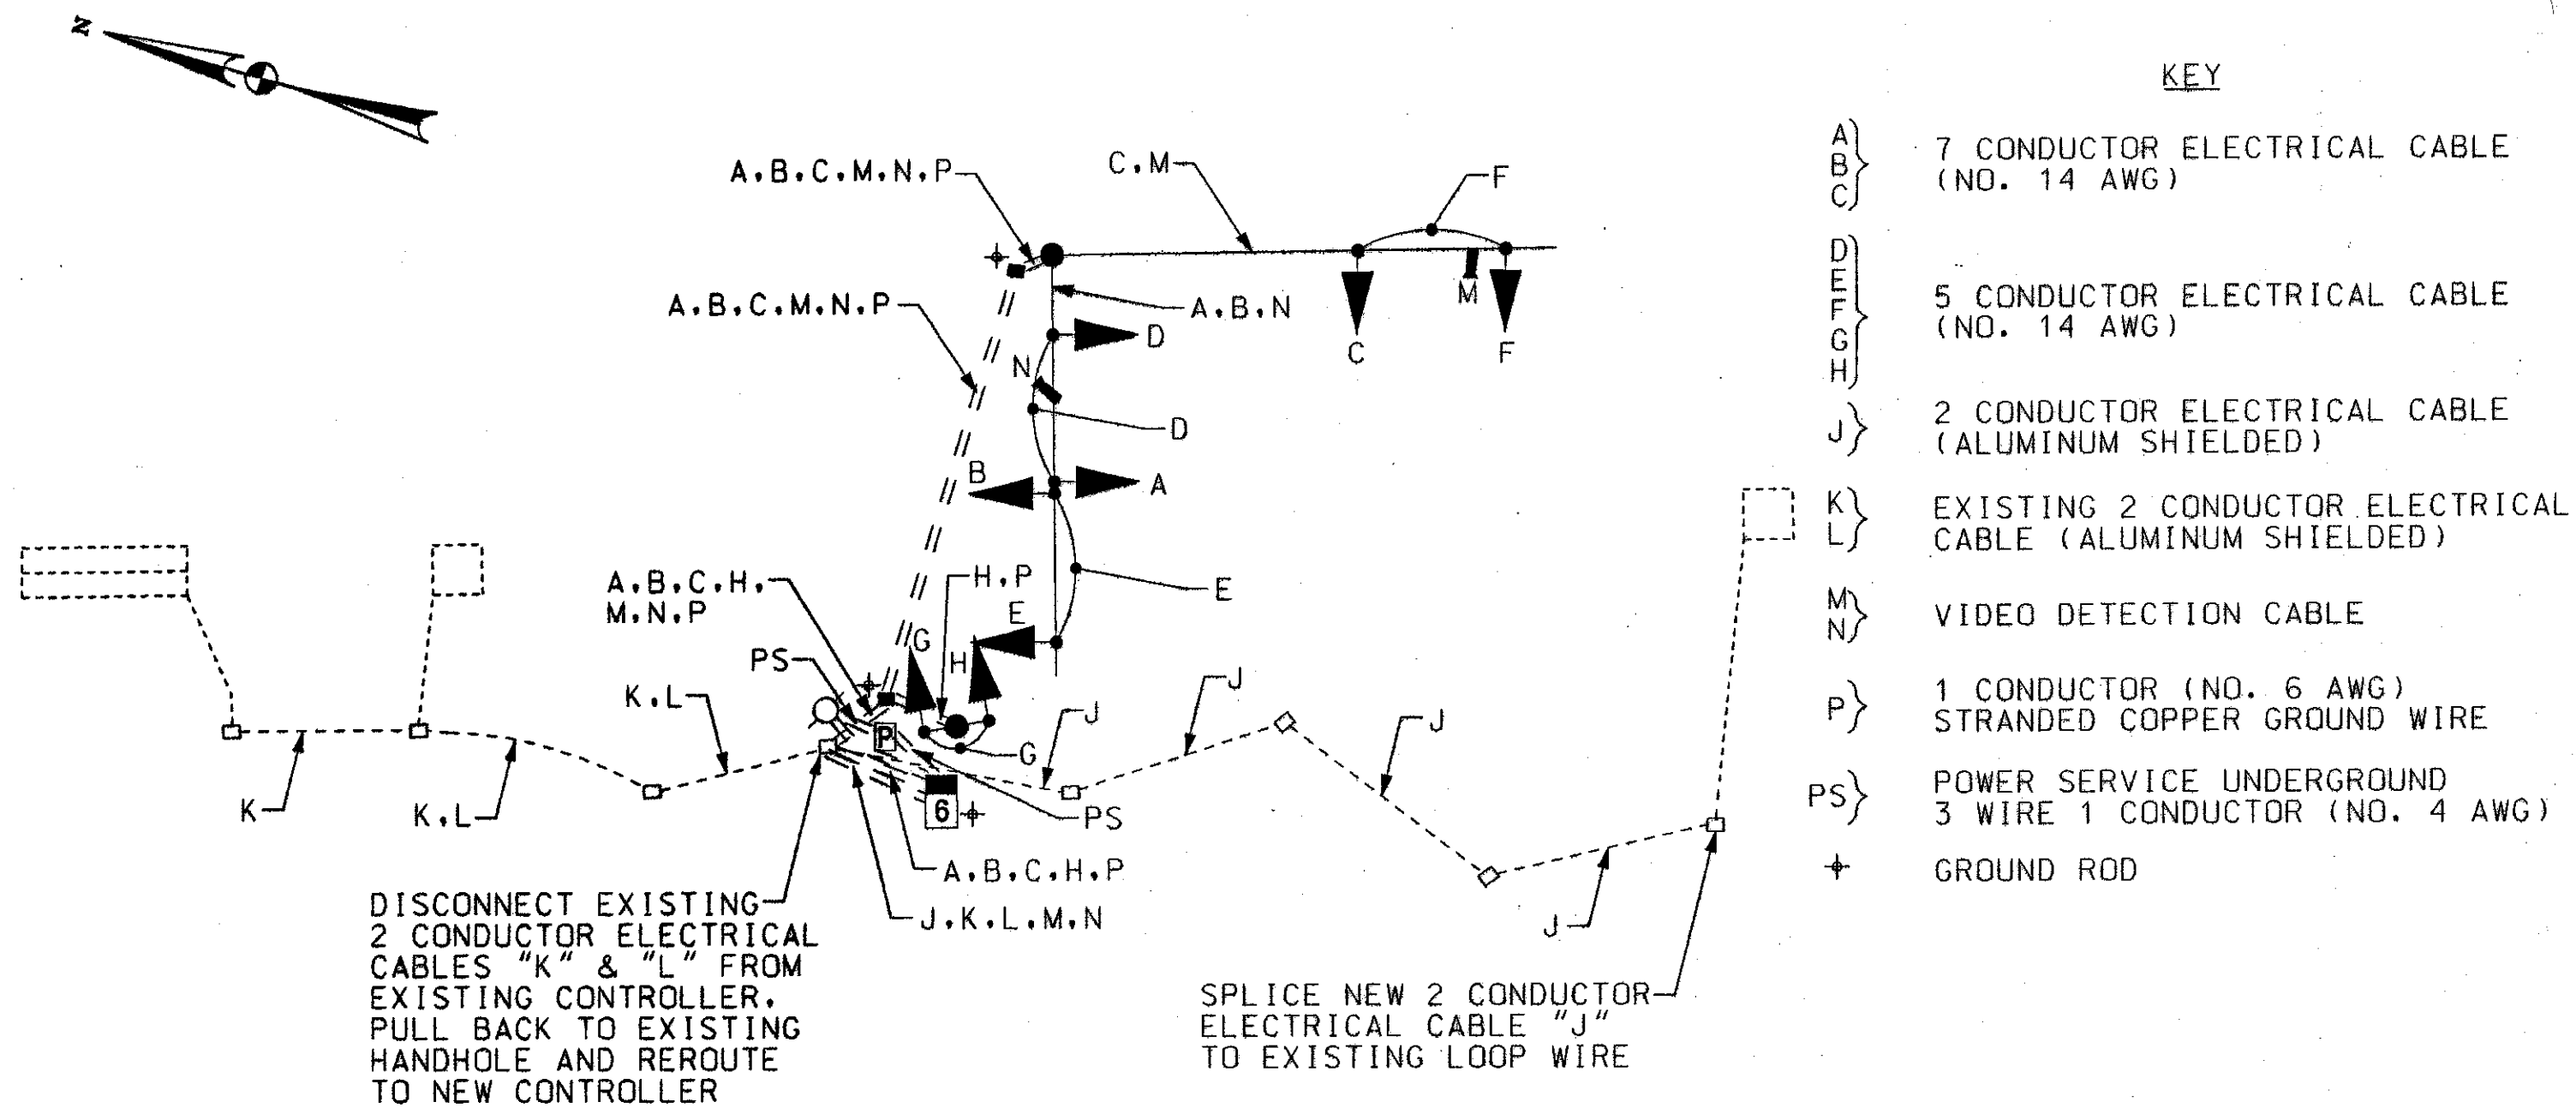 N
KEY
A
B
C
7 CONDUCTOR ELECTRICAL CABLE
(NO. 14 AWG)
D
E
F
G
H
5 CONDUCTOR ELECTRICAL CABLE
(NO. 14 AWG)
J
2 CONDUCTOR ELECTRICAL CABLE
(ALUMINUM SHIELDED)
K
L
EXISTING 2 CONDUCTOR ELECTRICAL
CABLE (ALUMINUM SHIELDED)
M
N
VIDEO DETECTION CABLE
P
1 CONDUCTOR (NO. 6 AWG)
STRANDED COPPER GROUND WIRE
PS
POWER SERVICE UNDERGROUND
3 WIRE 1 CONDUCTOR (NO. 4 AWG)
GROUND ROD
A,B,C,M,N,P
C,M
F
A,B,C,M,N,P
A,B,N
M
C
F
D
N
D
B
A
A,B,C,H,
M,N,P
H,P
E
E
G
H
PS
K,L
J
J
J
P
G
K
K,L
6
PS
A,B,C,H,P
J,K,L,M,N
J
DISCONNECT EXISTING
2 CONDUCTOR ELECTRICAL
CABLES "K" & "L" FROM
EXISTING CONTROLLER.
PULL BACK TO EXISTING
HANDHOLE AND REROUTE
TO NEW CONTROLLER
SPLICE NEW 2 CONDUCTOR
ELECTRICAL CABLE "J"
TO EXISTING LOOP WIRE